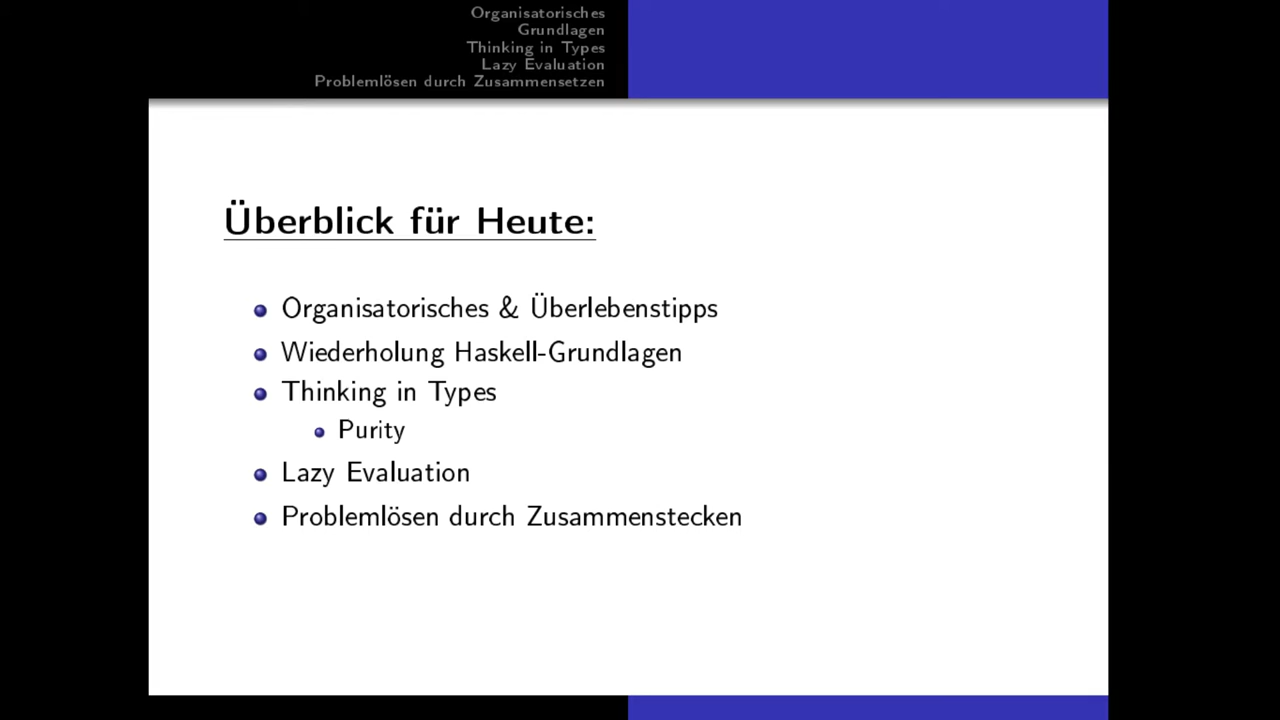 Organisatorisches
Grundlagen
Thinking in Types
Lazy Evaluation
Problemlösen durch Zusammensetzen
Überblick für Heute:
Organisatorisches & Überlebenstipps
Wiederholung Haskell-Grundlagen
Thinking in Types
Purity
Lazy Evaluation
Problemlösen durch Zusammenstecken